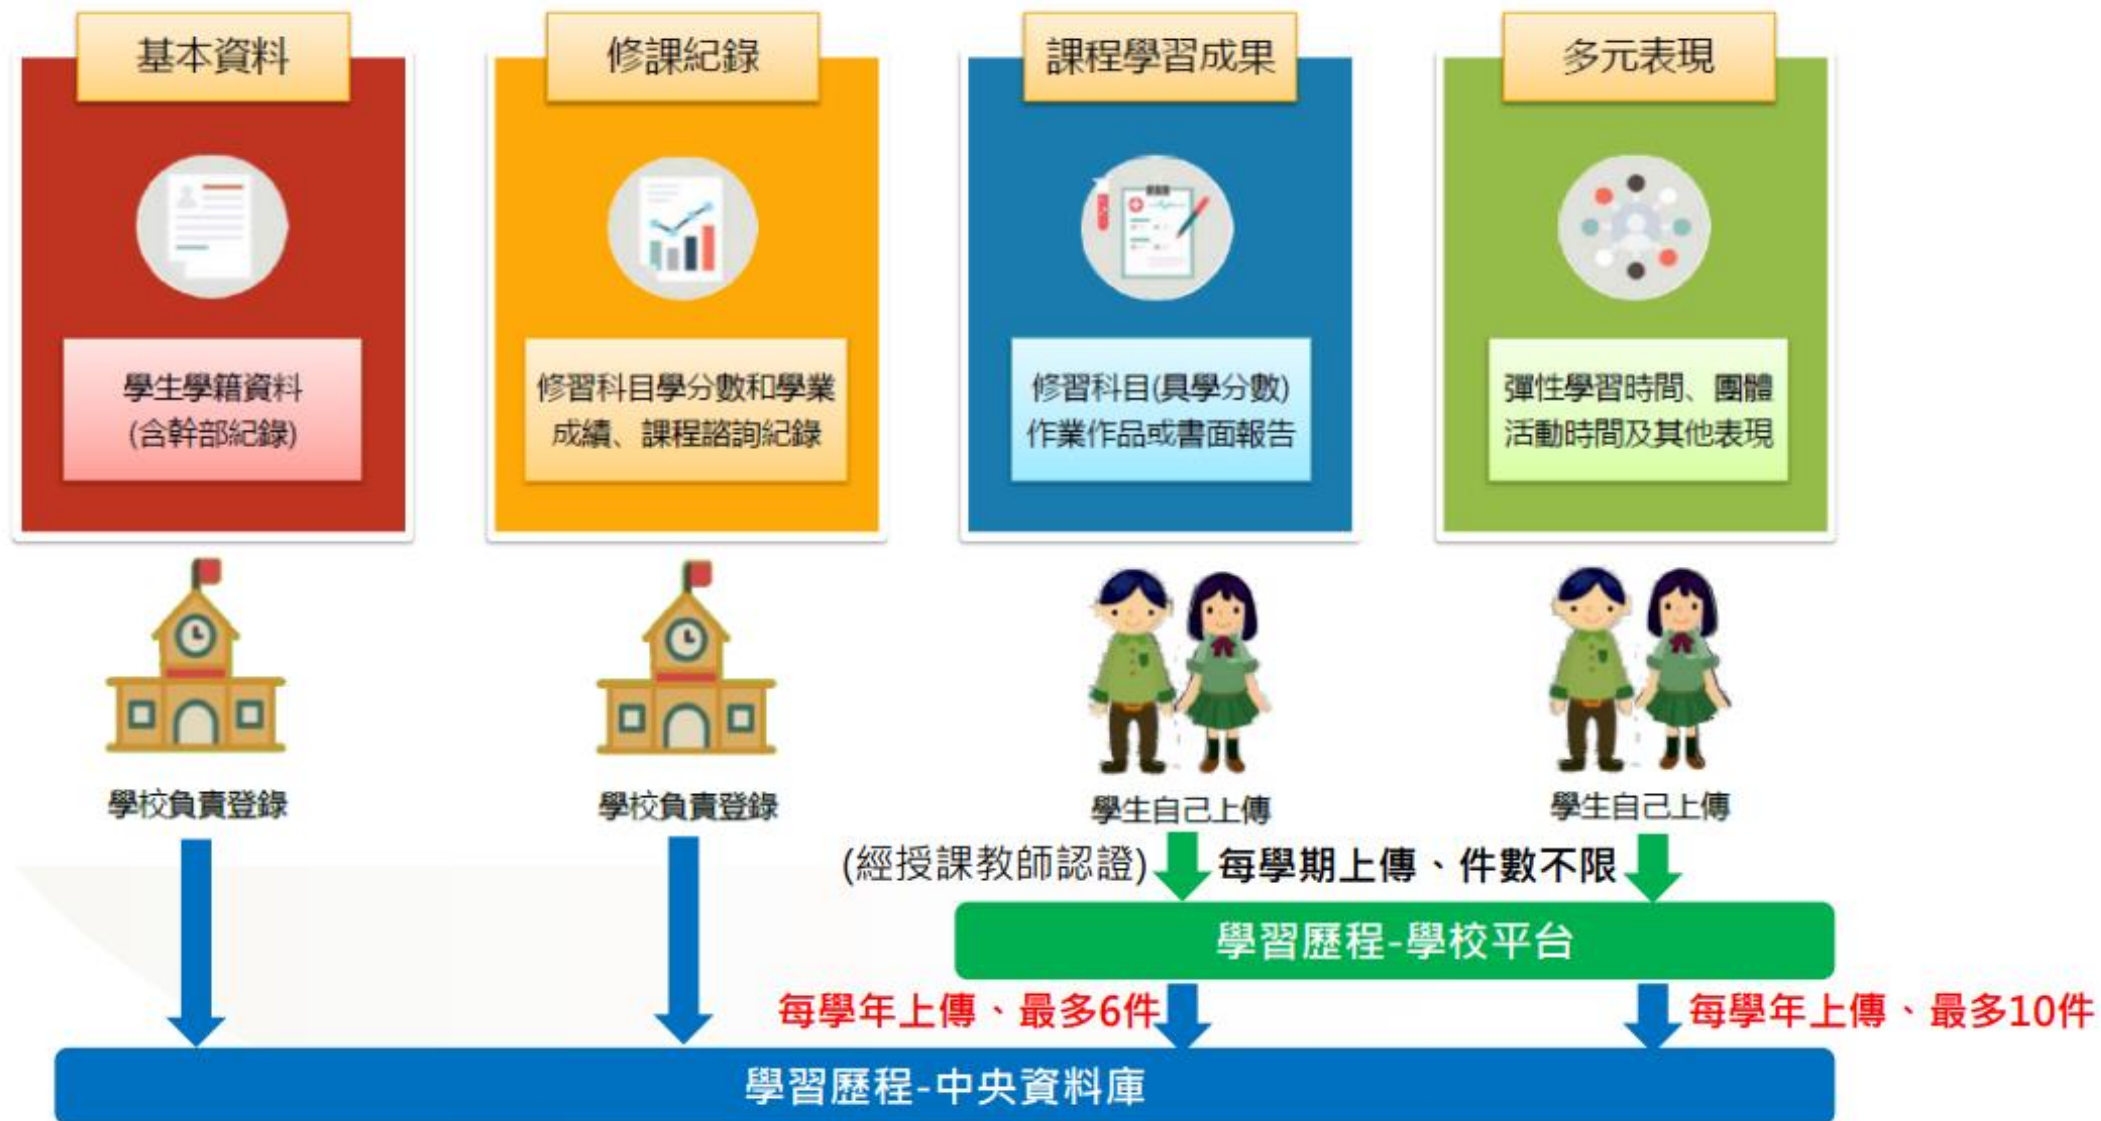 基本資料
修課紀錄
課程學習成果
多元表現
學生學籍資料
(含幹部紀錄)
修習科目學分數和學業
成績、課程諮詢紀錄
修習科目(具學分數)
作業作品或書面報告
彈性學習時間、團體
活動時間及其他表現
學校負責登錄
學校負責登錄
學生自己上傳
學生自己上傳
(經授課教師認證)
每學期上傳、件數不限
學習歷程-學校平台
每學年上傳、最多6件
每學年上傳、最多10件
學習歷程-中央資料庫